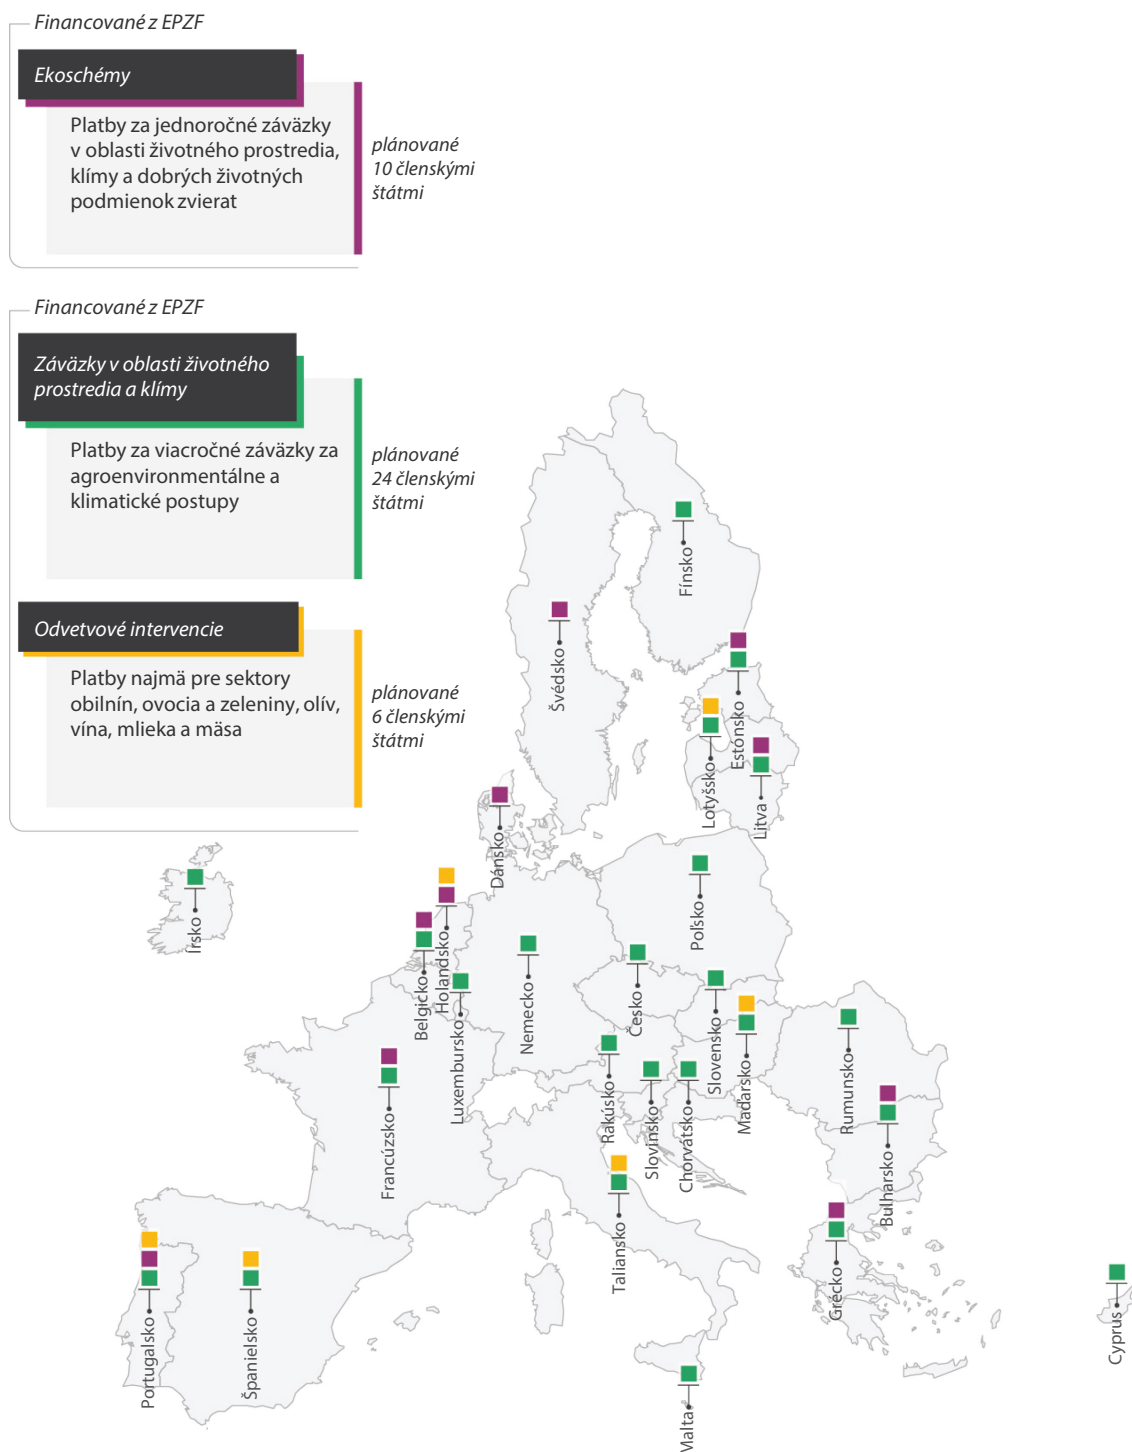 Financované z EPZF
Ekoschémy
Platby za jednoročné záväzky
v oblasti životného prostredia,
klímy a dobrých životných
podmienok zvierat
plánované
10 členskými
štátmi
Financované z EPZF
Záväzky v oblasti životného
prostredia a klímy
Platby za viacročné záväzky za
agroenvironmentálne a
klimatické postupy
plánované
24 členskými
štátmi
Odvetvové intervencie
Platby najmä pre sektory
obilnín, ovocia a zeleniny, olív,
vína, mlieka a mäsa
plánované
6 členskými
štátmi
Fínsko
Švédsko
Estónsko
Lotyšsko
Litva
Dánsko
Írsko
Holandsko
Belgicko
Luxembursko
Nemecko
Poľsko
Česko
Slovensko
Maďarsko
Rakúsko
Slovinsko
Chorvátsko
Rumunsko
Bulharsko
Francúzsko
Taliansko
Grécko
Portugalsko
Španielsko
Malta
Cyprus